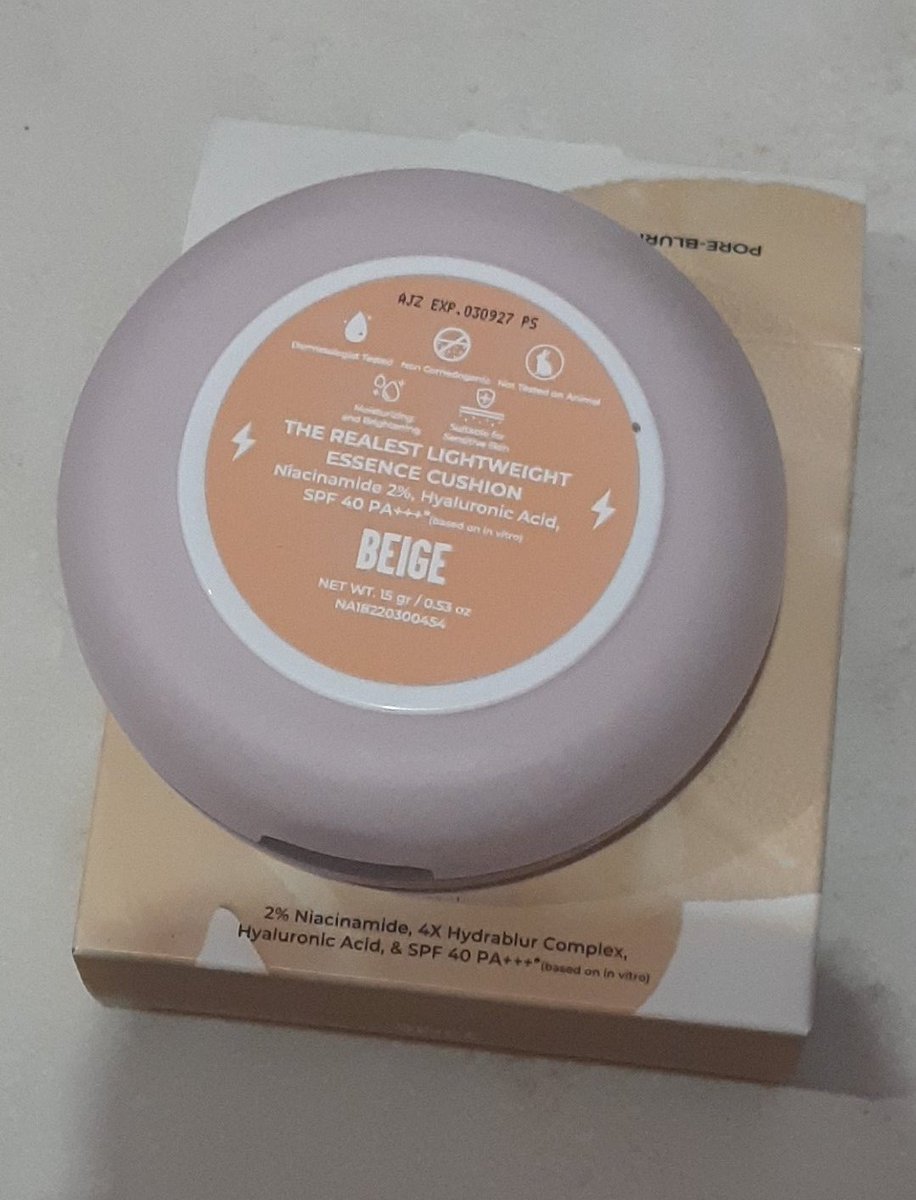 PORE-BLUR
AJZ EXP.030927 PS
Dermatologist Tested
Non Comedogenic
Not Tested on Animal
Moisturizing
and Brightening
Suitable for
Sensitive Skin
THE REALEST LIGHTWEIGHT
ESSENCE CUSHION
Niacinamide 2%, Hyaluronic Acid,
SPF 40 PA+++*(based on in vitro)
BEIGE
NET WT. 15 gr / 0.53 oz
NA18220300454
2% Niacinamide, 4X Hydrablur Complex,
Hyaluronic Acid, & SPF 40 PA+++*(based on in vitro)